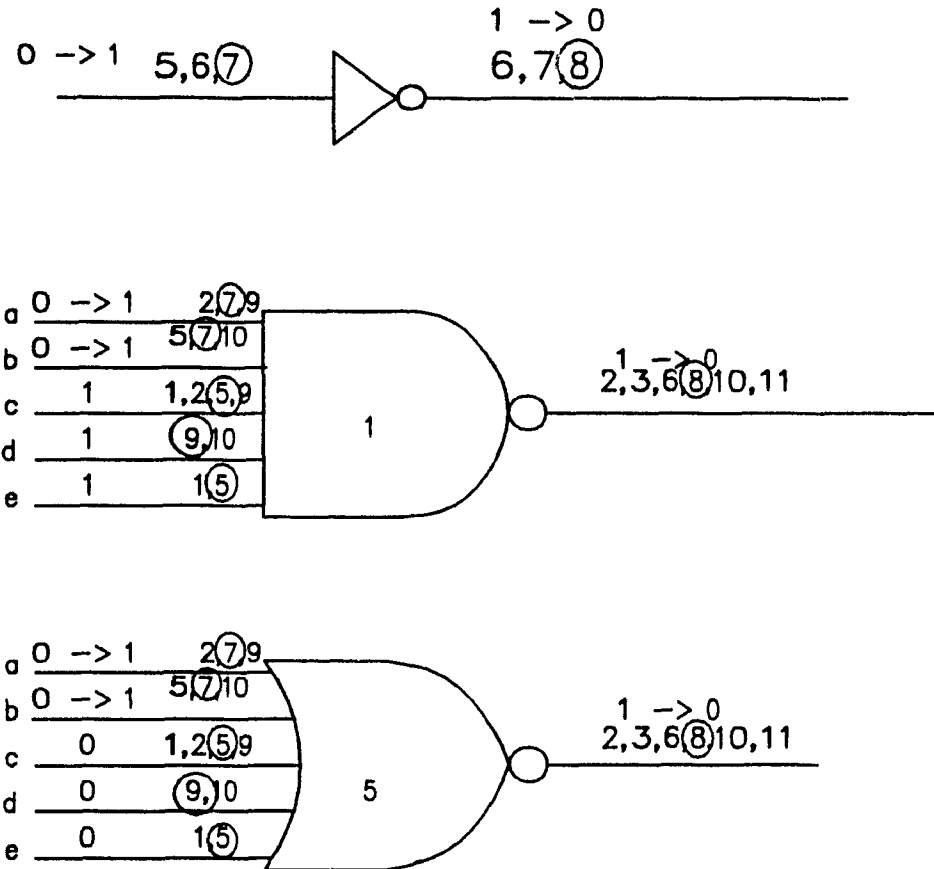 1 -> 0
0 -> 1 5,6,7 6,7,8
a 0 -> 1 2,7,9
5,7,10
b 0 -> 1
1 -> 0
2,3,6,8,10,11
c 1 1,2,5,9
1
d 1 9,10
e 1 1,5
a 0 -> 1 2,7,9
5,7,10
b 0 -> 1
1 -> 0
2,3,6,8,10,11
c 0 1,2,5,9
5
d 0 9,10
e 0 1,5